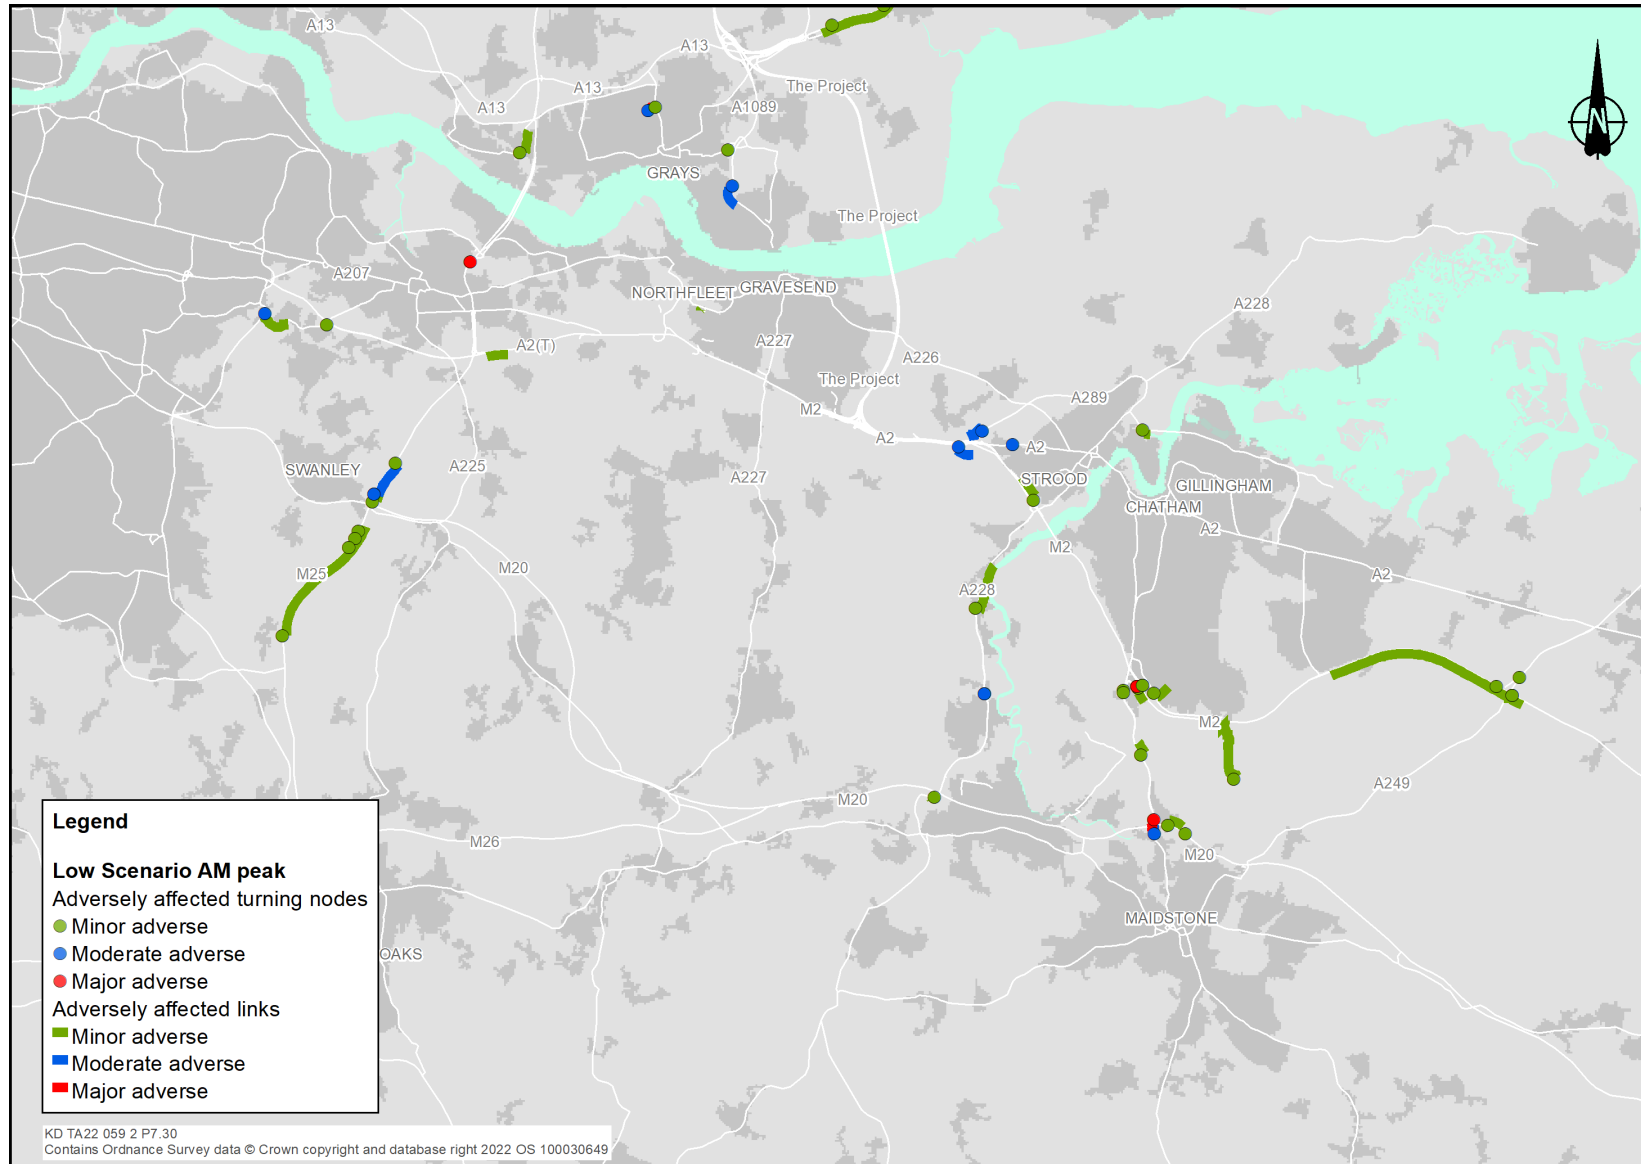 A13
A13
The Project
A13
A13
A1089
GRAYS
The Project
A207
NORTHFLEET
GRAVESEND
A228
A2(T)
A227
A226
The Project
A289
M2
A2
A2
SWANLEY
A225
A227
STROOD
GILLINGHAM
CHATHAM
A2
M2
M25
M20
A228
A2
M2
A249
M20
M26
M20
MAIDSTONE
OAKS
N
Legend
Low Scenario AM peak
Adversely affected turning nodes
Minor adverse
Moderate adverse
Major adverse
Adversely affected links
Minor adverse
Moderate adverse
Major adverse
KD TA22 059 2 P7.30
Contains Ordnance Survey data © Crown copyright and database right 2022 OS 100030649